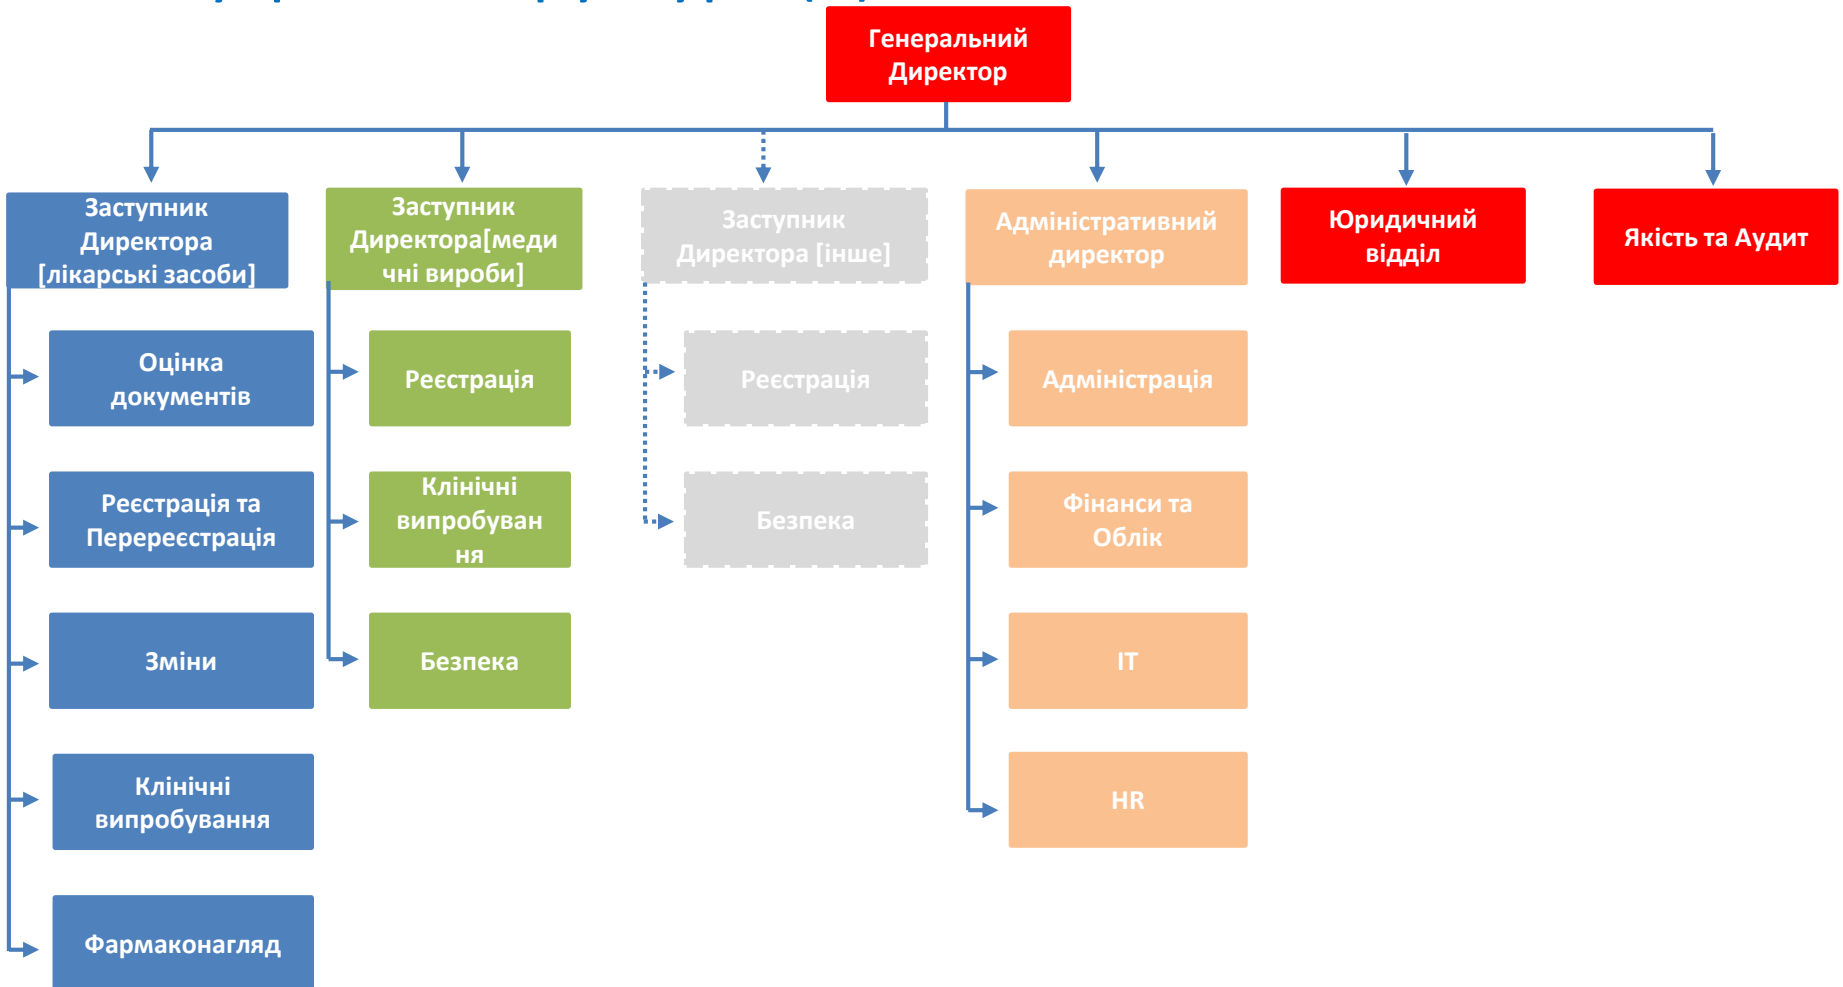 Генеральний
Директор
Заступник
Директора
[лікарські засоби]
Заступник
Директора[меди
чні вироби]
Заступник
Директора [інше]
Адміністративний
директор
Юридичний
відділ
Якість та Аудит
Оцінка
документів
Реєстрація
Реєстрація
Адміністрація
Реєстрація та
Перереєстрація
Клінічні
випробуван
ня
Безпека
Фінанси та
Облік
Зміни
Безпека
ІТ
HR
Клінічні
випробування
Фармаконагляд